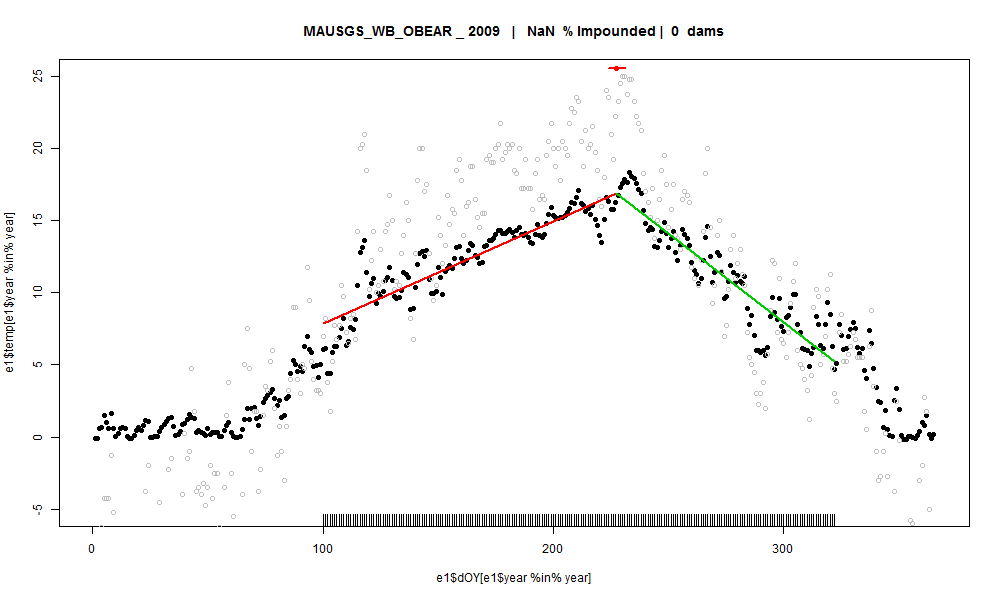 MAUSGS_WB_OBEAR _ 2009 | NaN % Impounded | 0 dams
e1$temp[e1$year %in% year]
25
20
15
10
5
0
-5
0 100 200 300
e1$dOY[e1$year %in% year]